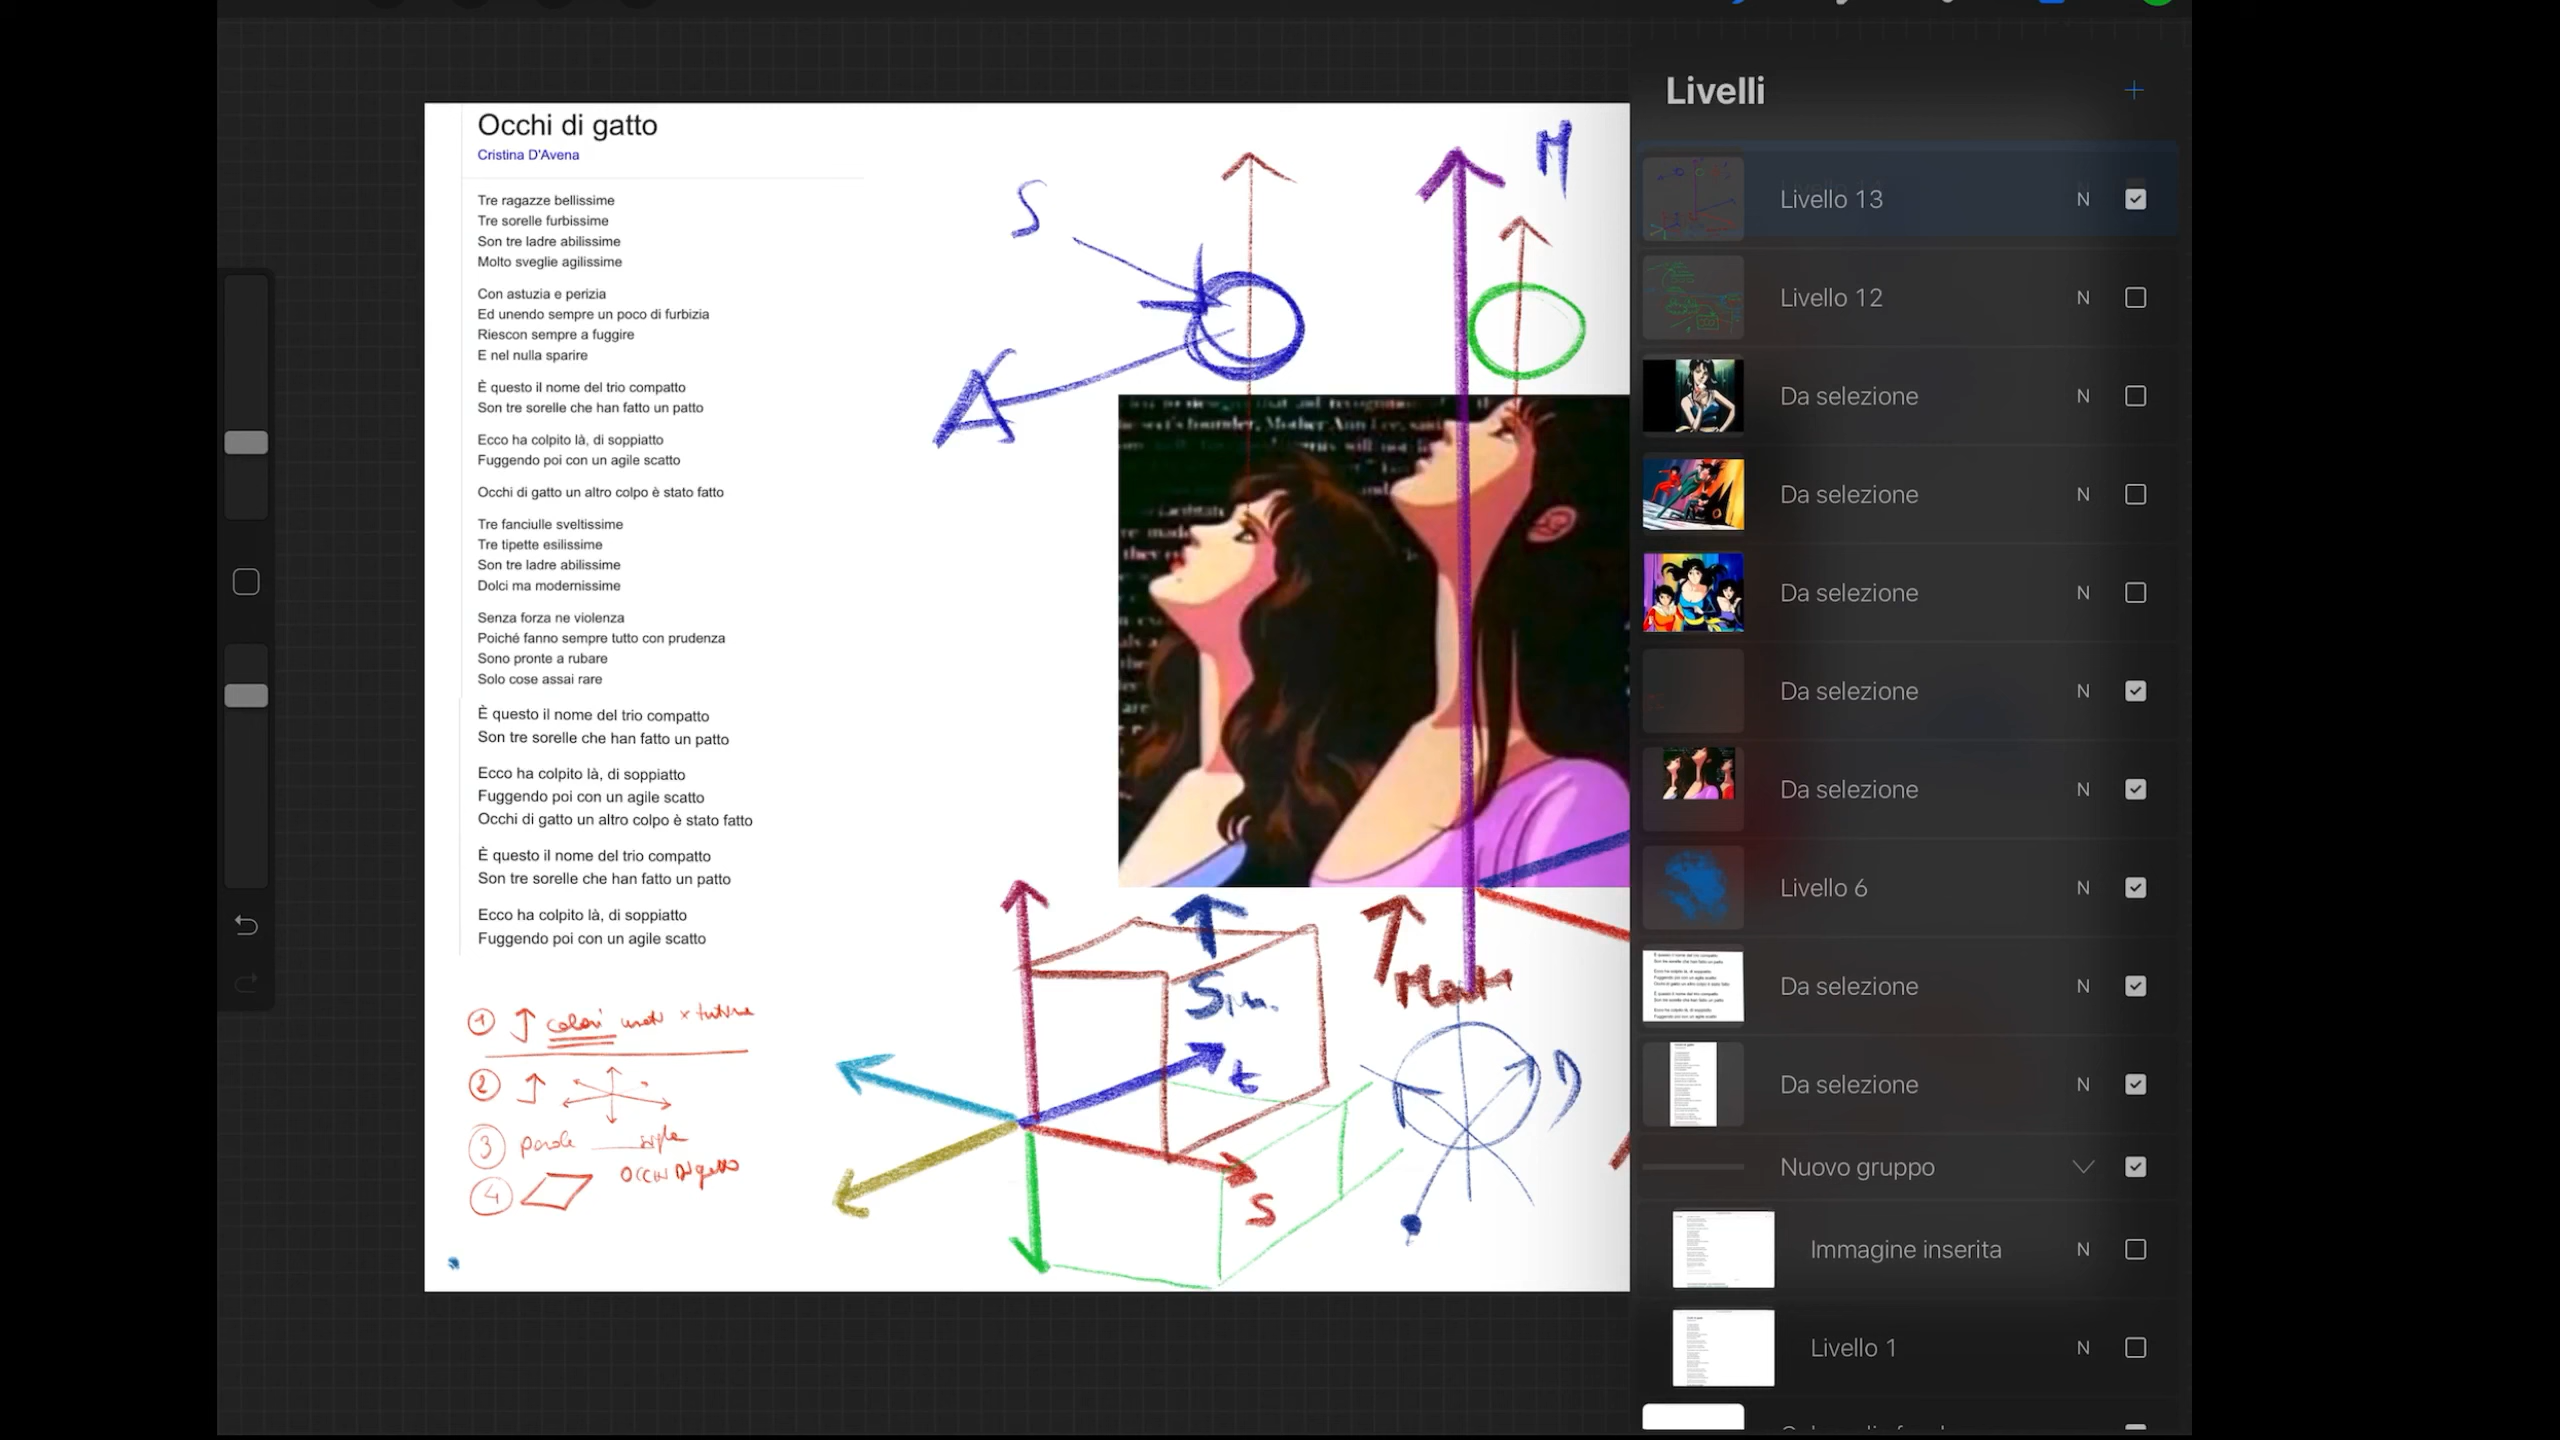 Occhi di gatto
Cristina D'Avena
Tre ragazze bellissime
Tre sorelle furbissime
Son tre ladre abilissime
Molto sveglie agilissime
Con astuzia e perizia
Ed unendo sempre un poco di furbizia
Riescon sempre a fuggire
E nel nulla sparire
È questo il nome del trio compatto
Son tre sorelle che han fatto un patto
Ecco ha colpito là, di soppiatto
Fuggendo poi con un agile scatto
Occhi di gatto un altro colpo è stato fatto
Tre fanciulle sveltissime
Tre tipette esilissime
Son tre ladre abilissime
Dolci ma modernissime
Senza forza ne violenza
Poiché fanno sempre tutto con prudenza
Sono pronte a rubare
Solo cose assai rare
È questo il nome del trio compatto
Son tre sorelle che han fatto un patto
Ecco ha colpito là, di soppiatto
Fuggendo poi con un agile scatto
Occhi di gatto un altro colpo è stato fatto
È questo il nome del trio compatto
Son tre sorelle che han fatto un patto
Ecco ha colpito là, di soppiatto
Fuggendo poi con un agile scatto
1 colori
2
3 parole
OCCHI DI gatto
4
S
A
M
founder, Mother Ann Lee, said
will not
t
S
Livelli
Livello 13 N
Livello 12 N
Da selezione N
Da selezione N
Da selezione N
Da selezione N
Da selezione N
Livello 6 N
Da selezione N
Da selezione N
Nuovo gruppo
Immagine inserita N
Livello 1 N